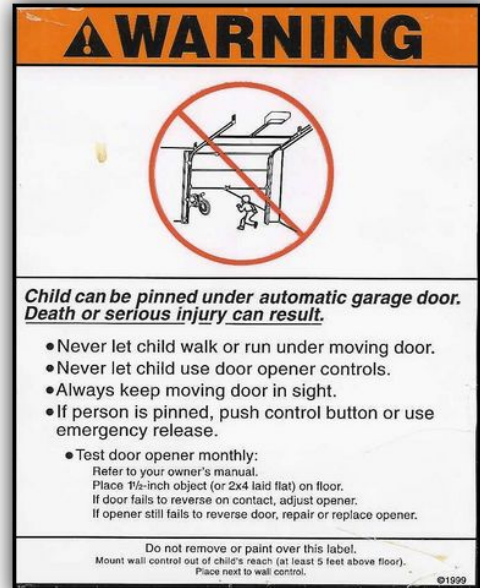 WARNING
Child can be pinned under automatic garage door.
Death or serious injury can result.
• Never let child walk or run under moving door.
• Never let child use door opener controls.
• Always keep moving door in sight.
• If person is pinned, push control button or use
emergency release.
• Test door opener monthly:
Refer to your owner's manual.
Place 1½-inch object (or 2x4 laid flat) on floor.
If door fails to reverse on contact, adjust opener.
If opener still fails to reverse door, repair or replace opener.
Do not remove or paint over this label.
Mount wall control out of child's reach (at least 5 feet above floor).
Place next to wall control.
©1999